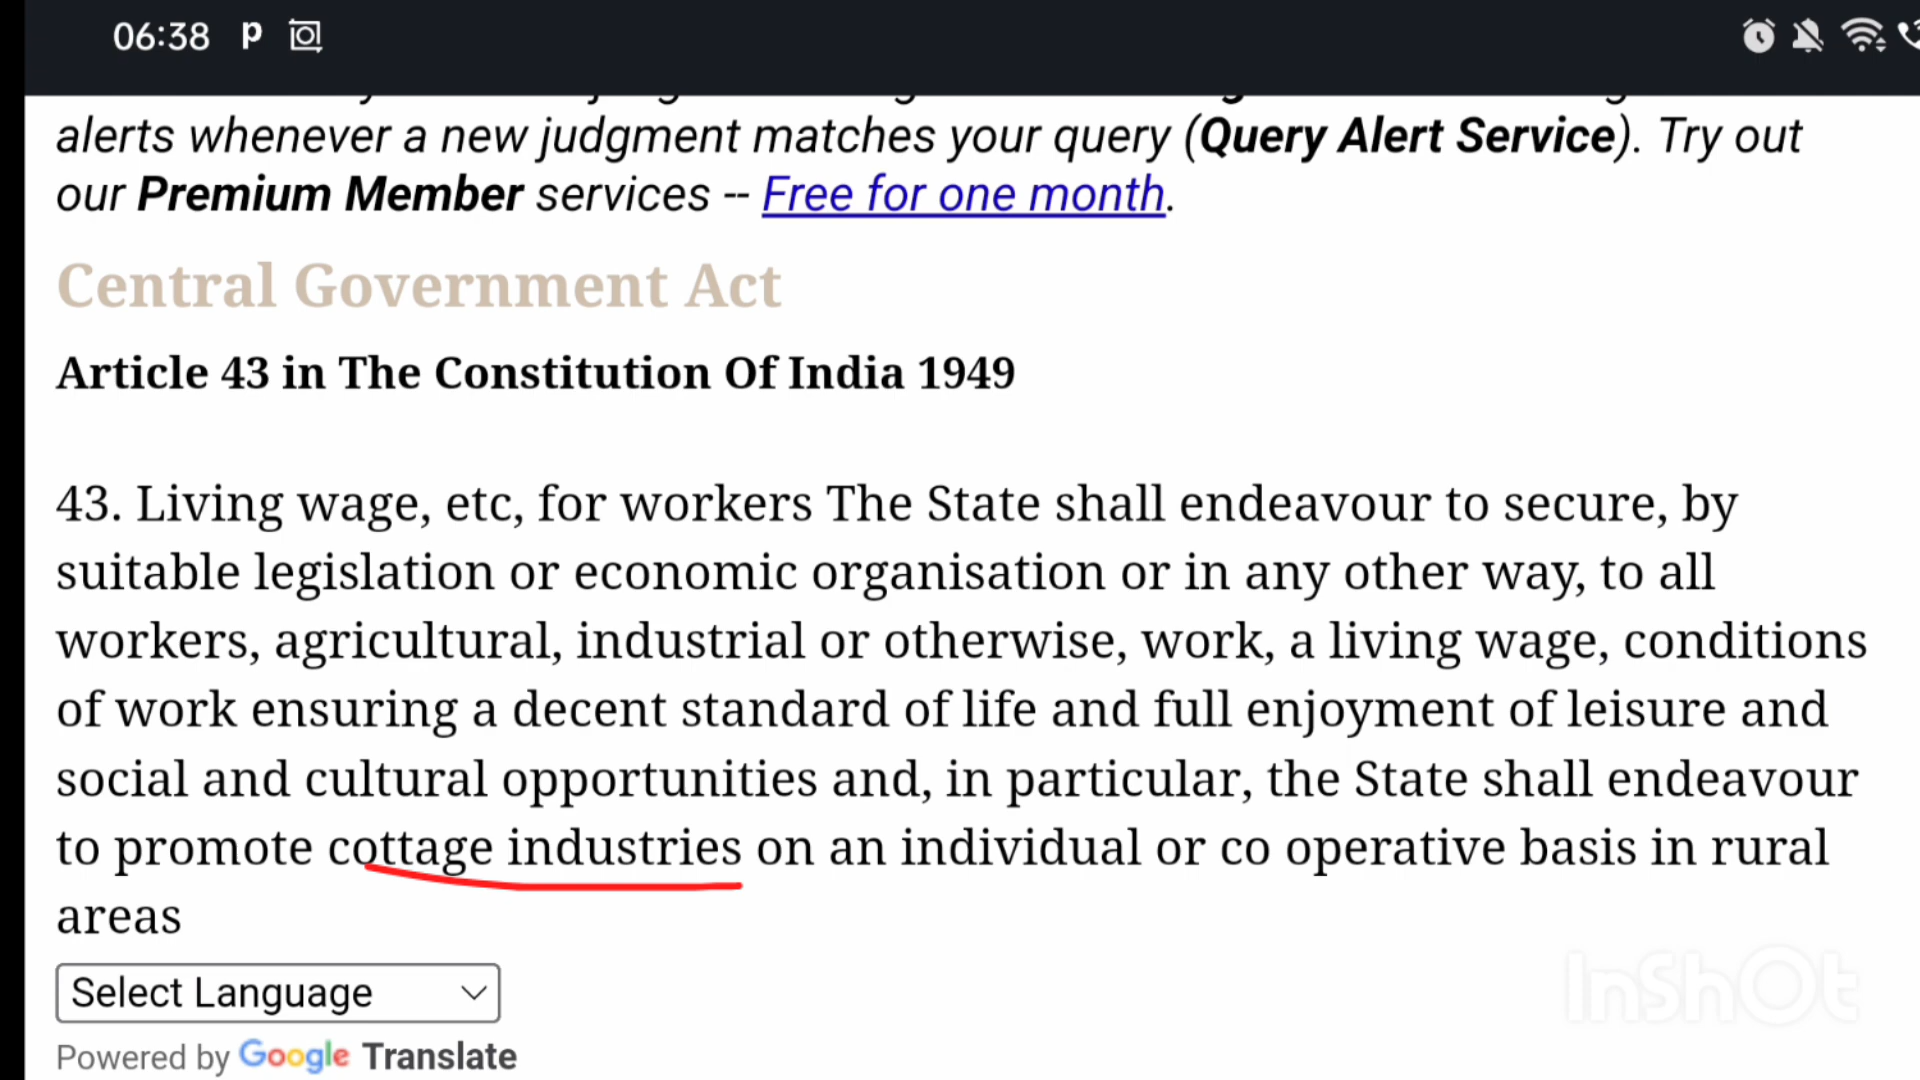 06:38 p
alerts whenever a new judgment matches your query (Query Alert Service). Try out
our Premium Member services -- Free for one month.
Central Government Act
Article 43 in The Constitution Of India 1949
43. Living wage, etc, for workers The State shall endeavour to secure, by
suitable legislation or economic organisation or in any other way, to all
workers, agricultural, industrial or otherwise, work, a living wage, conditions
of work ensuring a decent standard of life and full enjoyment of leisure and
social and cultural opportunities and, in particular, the State shall endeavour
to promote cottage industries on an individual or co operative basis in rural
areas
Select Language
InShOt
Powered by Google Translate